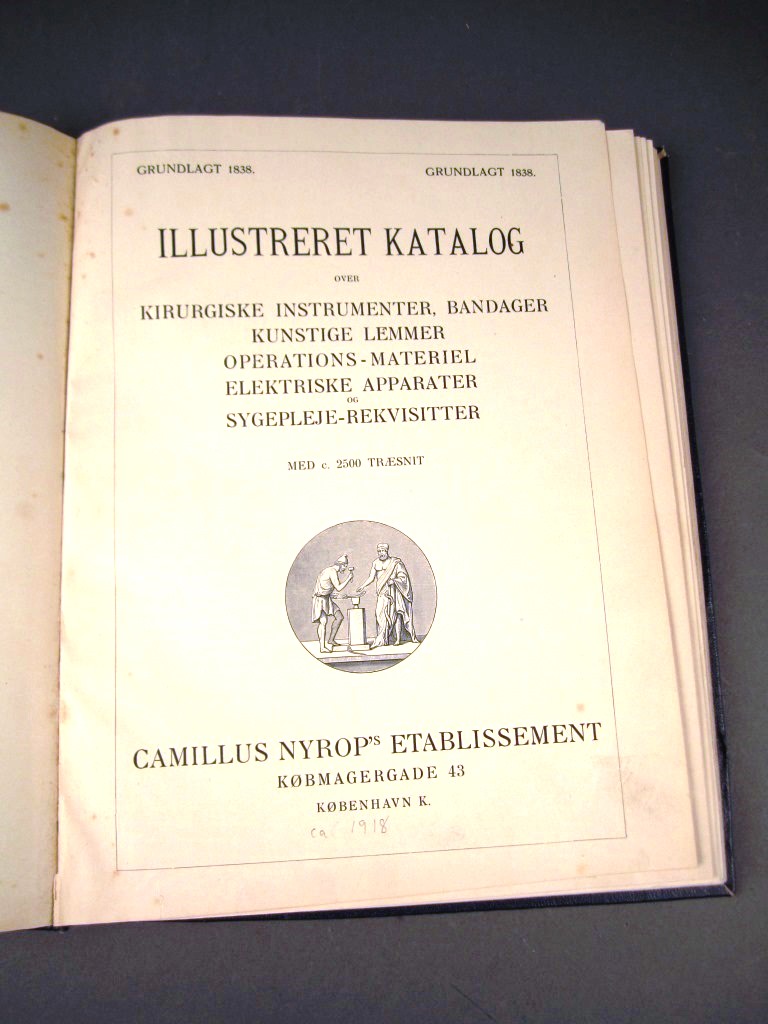 GRUNDLAGT 1838. GRUNDLAGT 1838.
ILLUSTRERET KATALOG
OVER
KIRURGISKE INSTRUMENTER, BANDAGER
KUNSTIGE LEMMER
OPERATIONS-MATERIEL
ELEKTRISKE APPARATER
OG
SYGEPLEJE-REKVISITTER
MED c. 2500 TRÆSNIT
CAMILLUS NYROP'S ETABLISSEMENT
KØBMAGERGADE 43
KØBENHAVN K.
ca 1918